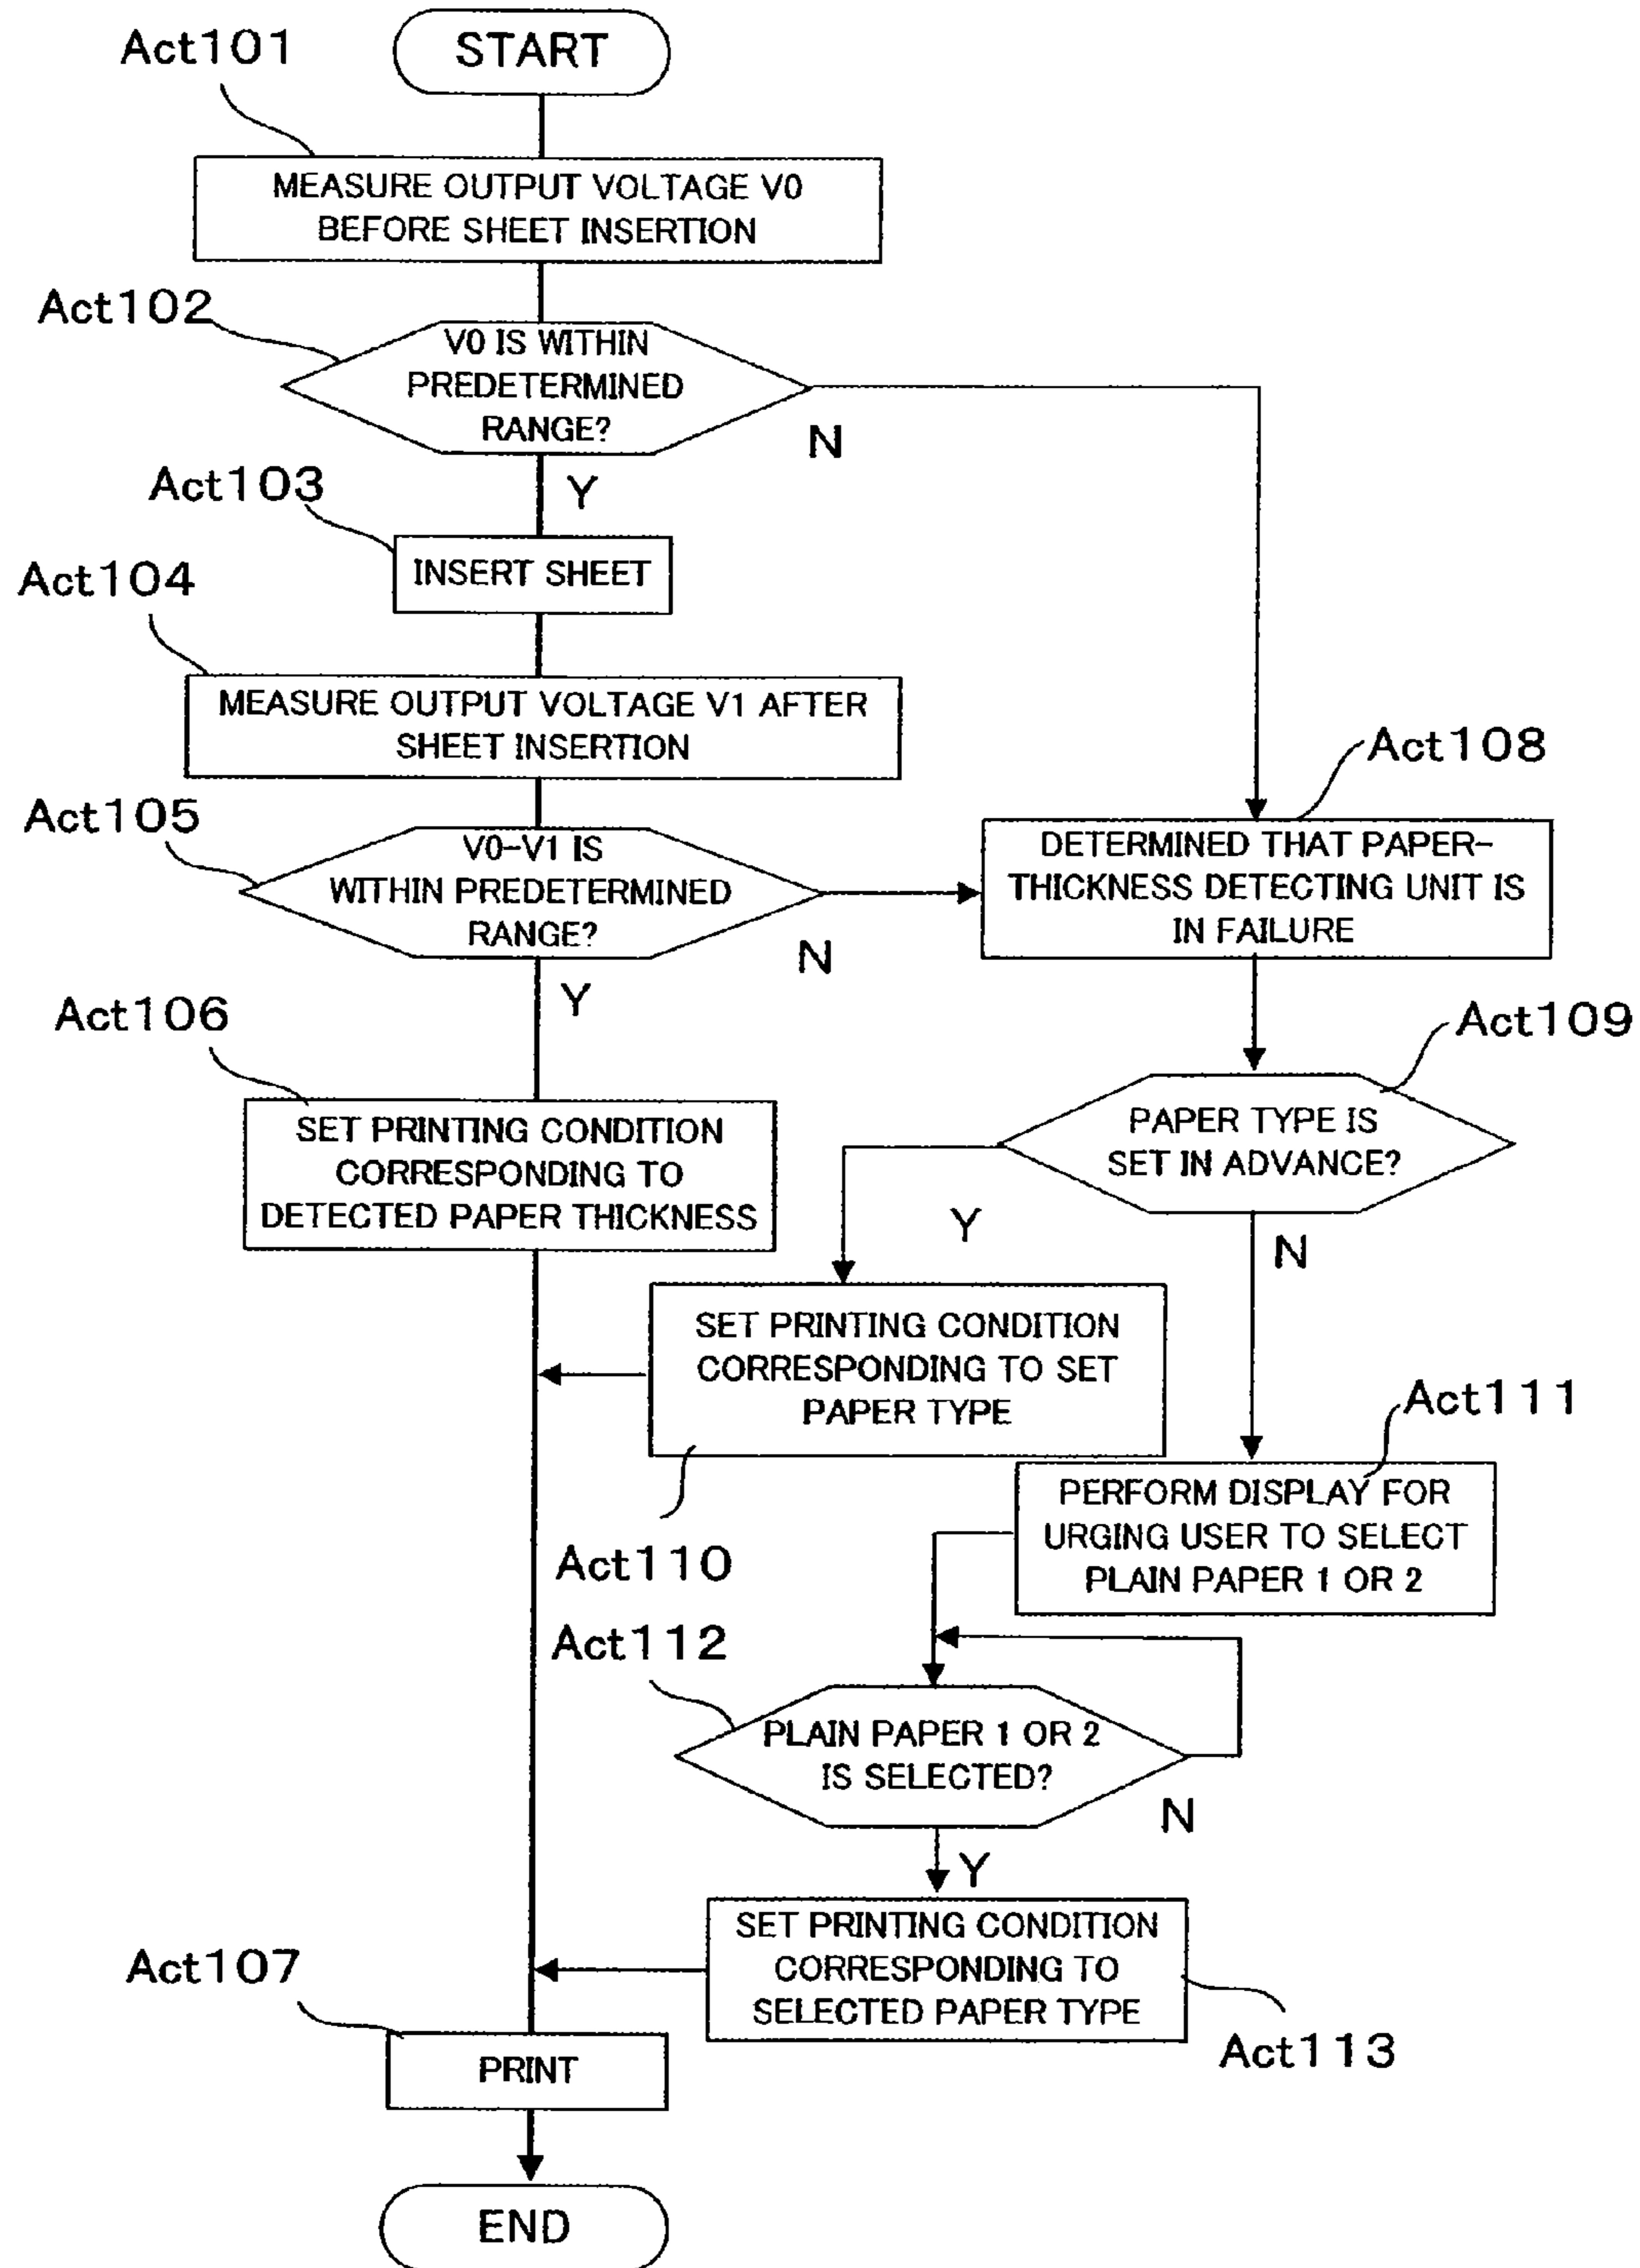 Act101
START
MEASURE OUTPUT VOLTAGE V0
BEFORE SHEET INSERTION
Act102
V0 IS WITHIN
PREDETERMINED
RANGE?
N
Y
Act103
INSERT SHEET
Act104
MEASURE OUTPUT VOLTAGE V1 AFTER
SHEET INSERTION
Act105
V0-V1 IS
WITHIN PREDETERMINED
RANGE?
N
Y
Act108
DETERMINED THAT PAPER-
THICKNESS DETECTING UNIT IS
IN FAILURE
Act106
SET PRINTING CONDITION
CORRESPONDING TO
DETECTED PAPER THICKNESS
Act109
PAPER TYPE IS
SET IN ADVANCE?
Y
N
SET PRINTING CONDITION
CORRESPONDING TO SET
PAPER TYPE
Act110
Act111
PERFORM DISPLAY FOR
URGING USER TO SELECT
PLAIN PAPER 1 OR 2
Act112
PLAIN PAPER 1 OR 2
IS SELECTED?
N
Y
SET PRINTING CONDITION
CORRESPONDING TO
SELECTED PAPER TYPE
Act113
Act107
PRINT
END